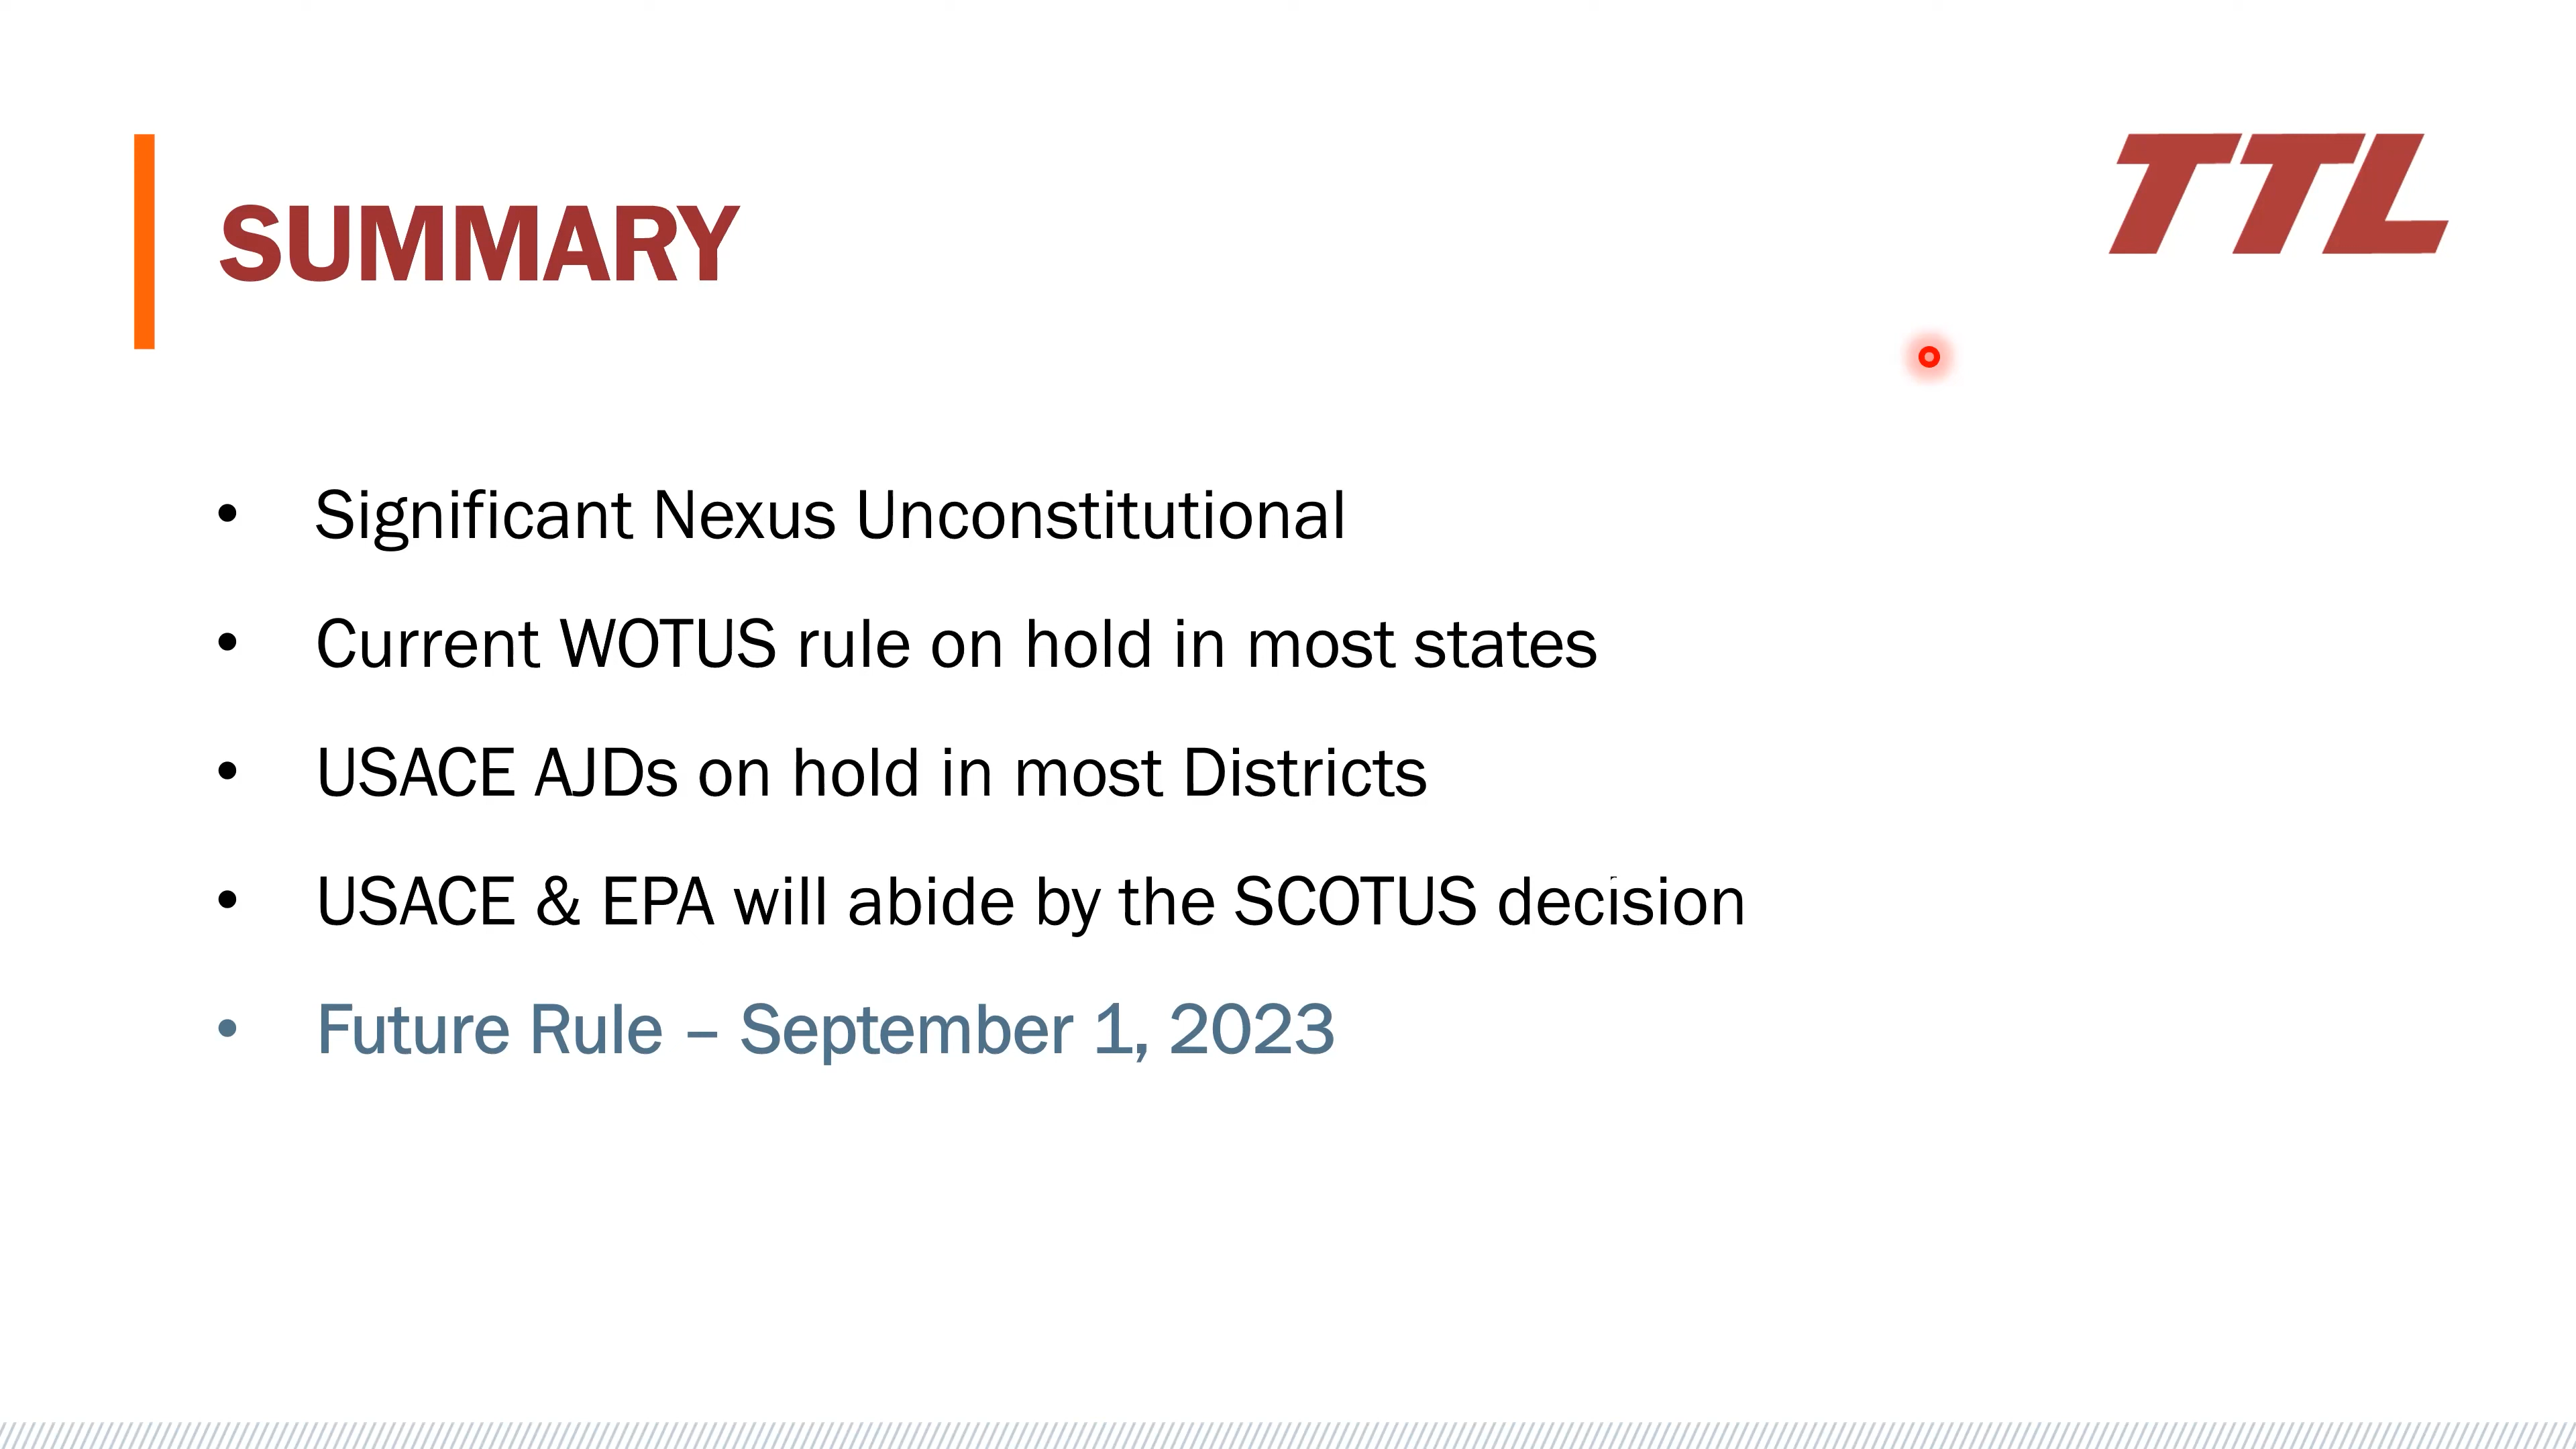 TTL
SUMMARY
• Significant Nexus Unconstitutional
• Current WOTUS rule on hold in most states
• USACE AJDs on hold in most Districts
• USACE & EPA will abide by the SCOTUS decision
• Future Rule – September 1, 2023